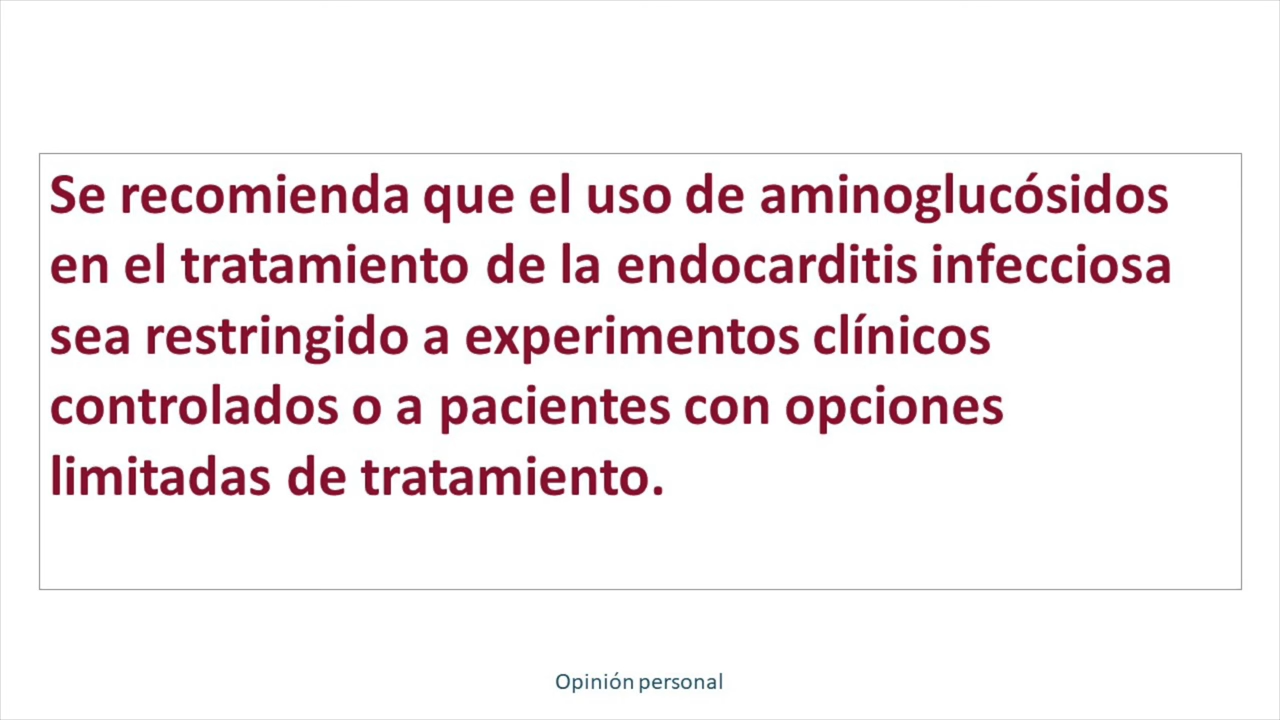 Se recomienda que el uso de aminoglucósidos
en el tratamiento de la endocarditis infecciosa
sea restringido a experimentos clínicos
controlados o a pacientes con opciones
limitadas de tratamiento.
Opinión personal